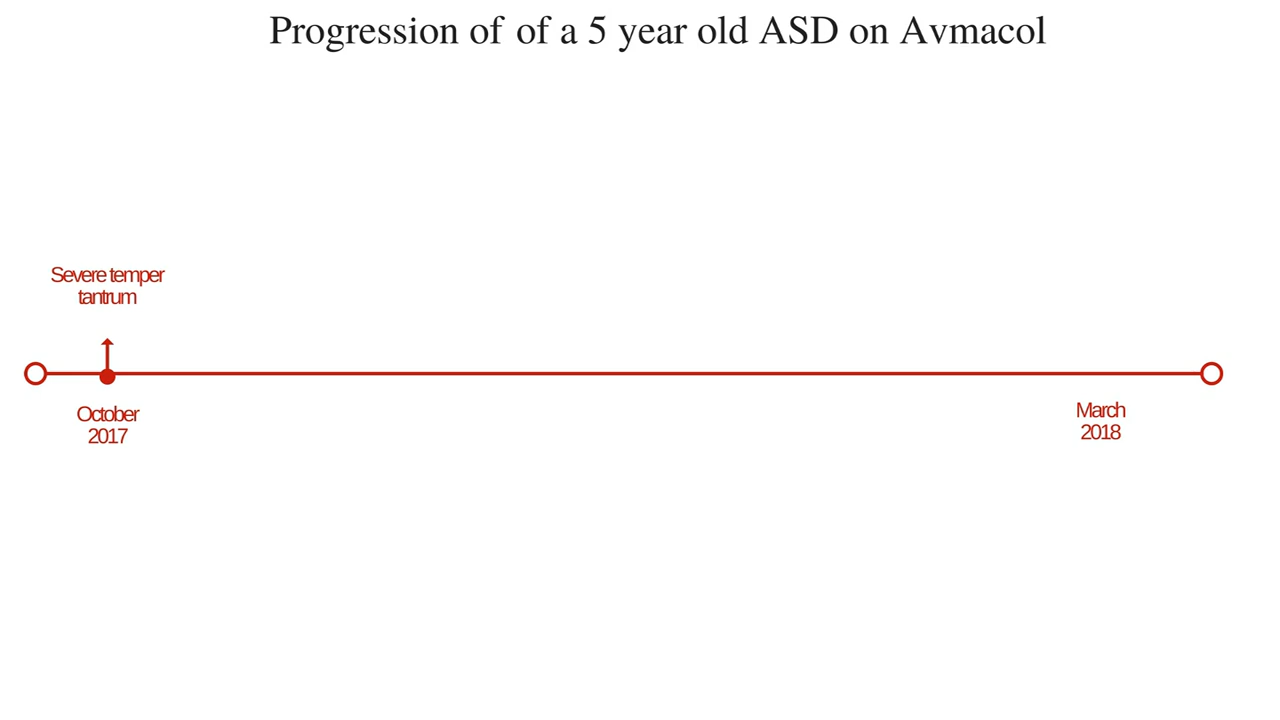 Progression of of a 5 year old ASD on Avmacol
Severe temper
tantrum
October
2017
March
2018